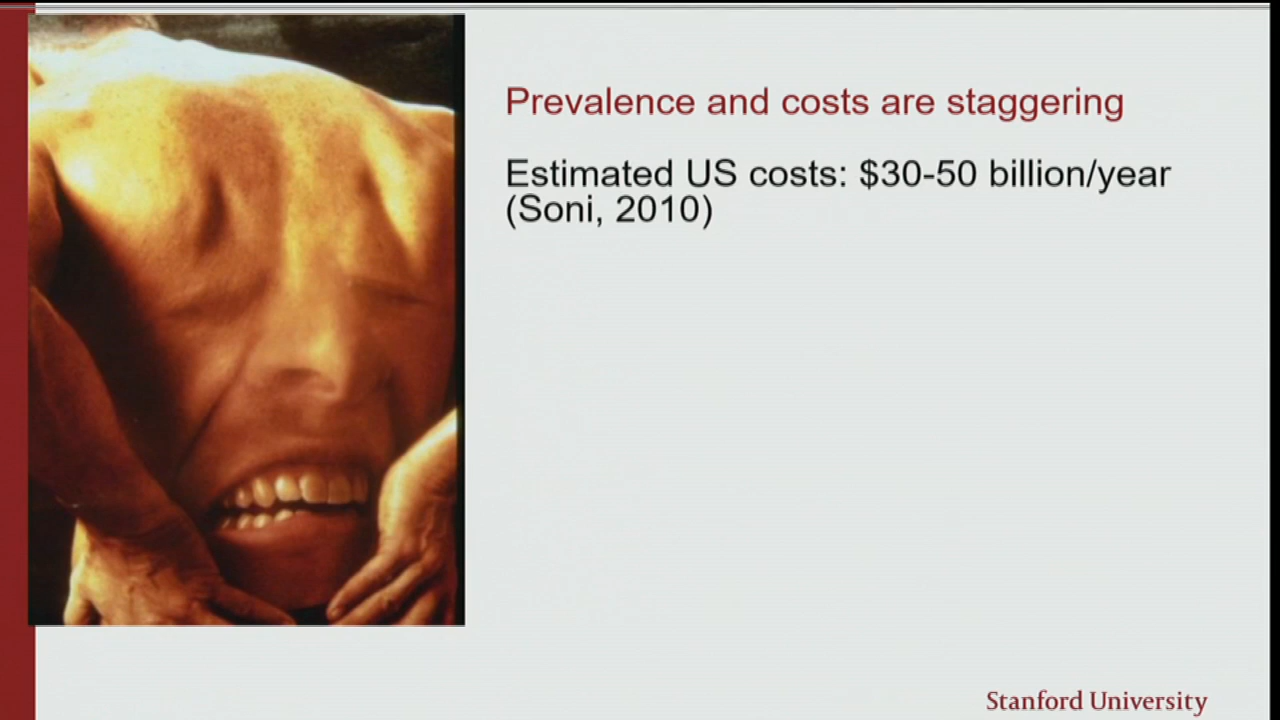 Prevalence and costs are staggering
Estimated US costs: $30-50 billion/year
(Soni, 2010)
Stanford University